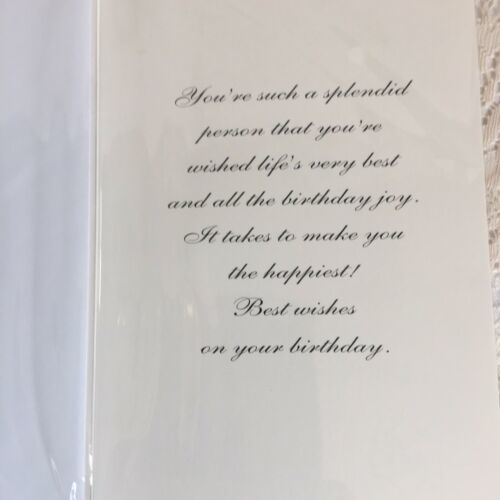 You're such a splendid
person that you're
wished life's very best
and all the birthday joy.
It takes to make you
the happiest!
Best wishes
on your birthday.